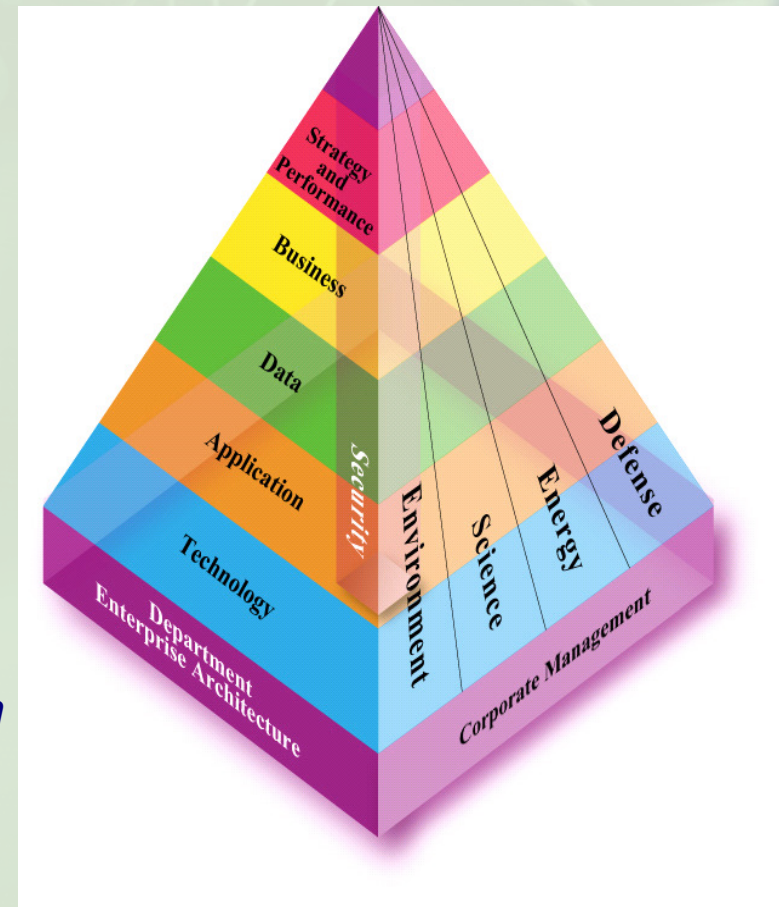 Strategy
and
Performance
Business
Data
Application
Technology
Department
Enterprise Architecture
Security
Environment
Science
Energy
Defense
Corporate Management